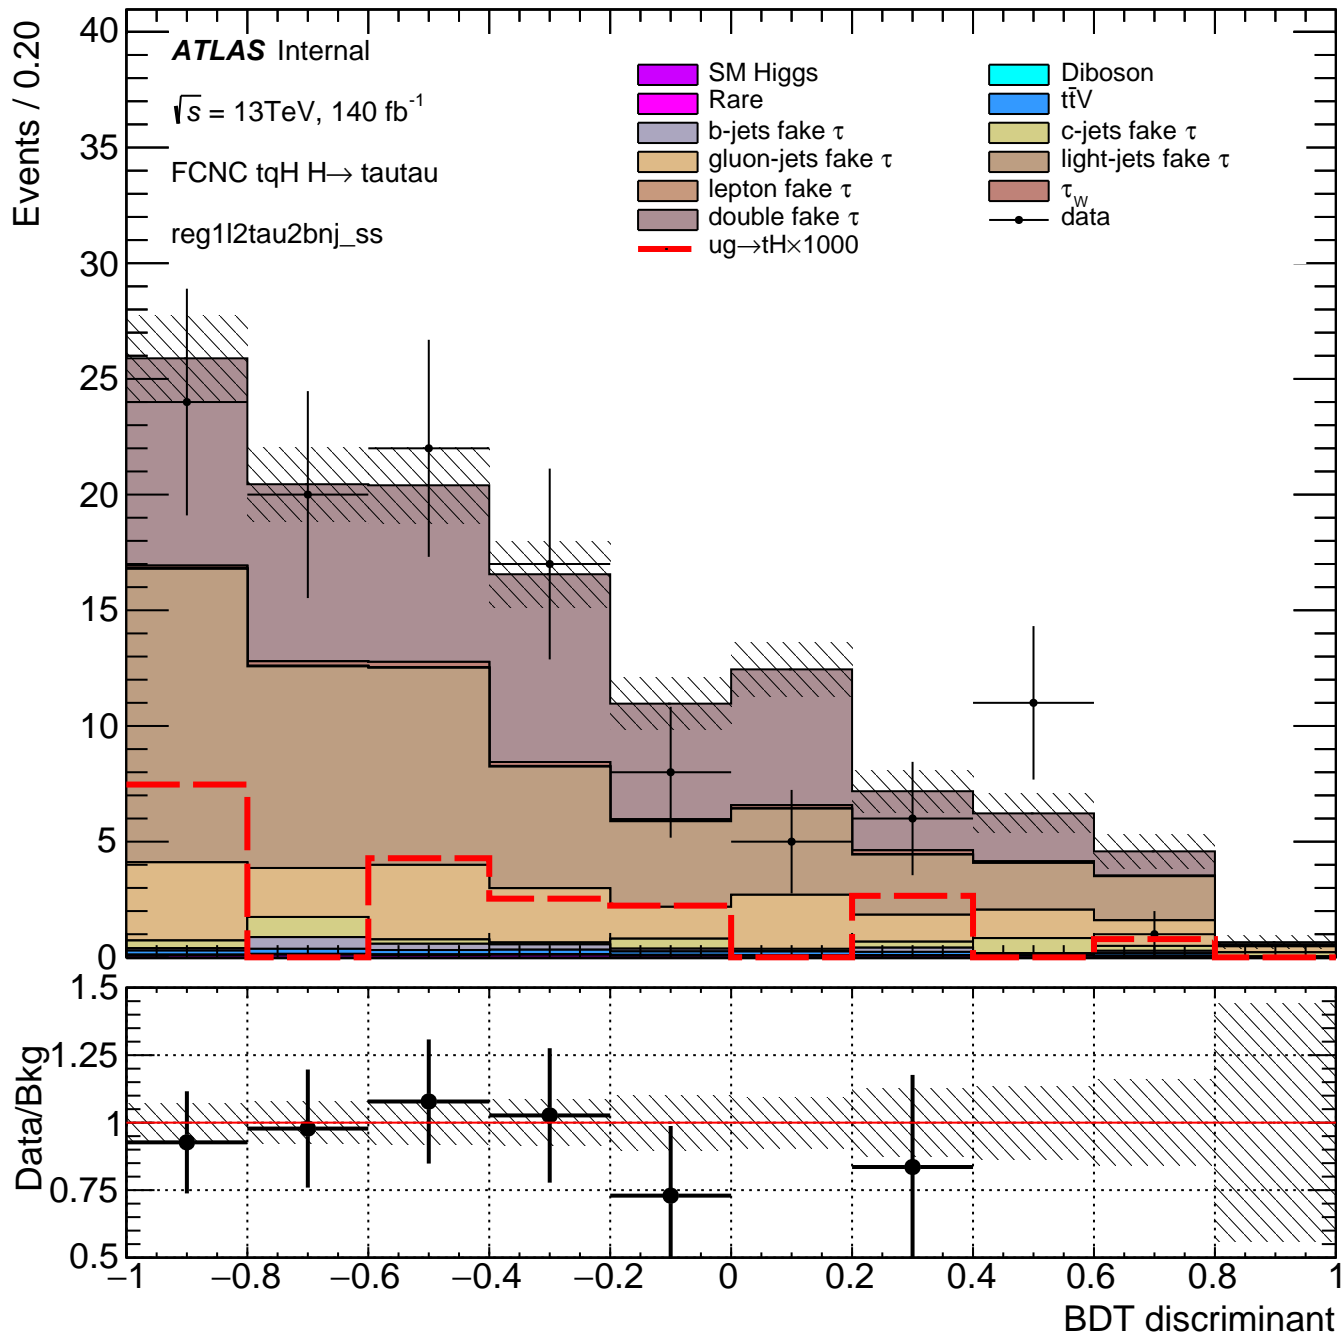 Events / 0.20
40
35
30
25
20
15
10
5
0
ATLAS Internal
√s = 13TeV, 140 fb⁻¹
FCNC tqH H→ tautau
reg1l2tau2bnj_ss
SM Higgs
Rare
b-jets fake τ
gluon-jets fake τ
lepton fake τ
double fake τ
ug→tH×1000
Diboson
tt̄V
c-jets fake τ
light-jets fake τ
τ_W
data
Data/Bkg
1.5
1.25
1
0.75
0.5
−1 −0.8 −0.6 −0.4 −0.2 0 0.2 0.4 0.6 0.8 1
BDT discriminant